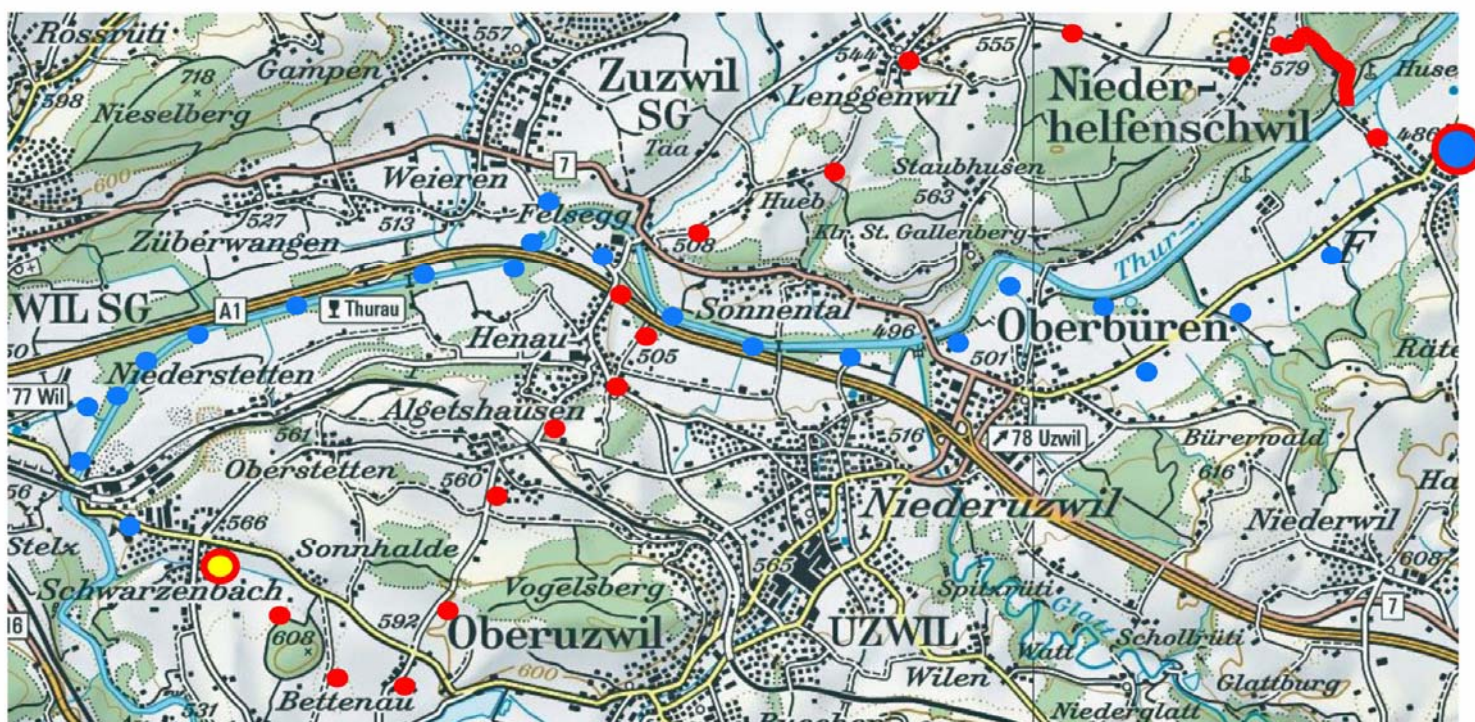 Rossrüti
557
Gampen
718
598
Nieselberg
Zuzwil
SG
Taa
544
Lenggenwil
555
Nieder-
helfenschwil
579
486
600
Weieren
7
Felsegg
527
513
Züberwangen
508
Hueb
Staubhusen
563
Klr. St. Gallenberg
Thur
F
WIL SG
A1
Thurau
Henau
505
Sonnental
496
Oberbüren
501
Niederstetten
77 Wil
Algetshausen
561
Oberstetten
560
516
78 Uzwil
Bürerwald
616
Niederuzwil
Niederwil
608
566
Stelx
Sonnhalde
Schwarzenbach
Vogelsberg
565
592
608
Oberuzwil
UZWIL
Spilxrüti
Glatt
Watt
Schollrüti
7
16
600
Bettenau
531
Wilen
Glattburg
Niederglatt